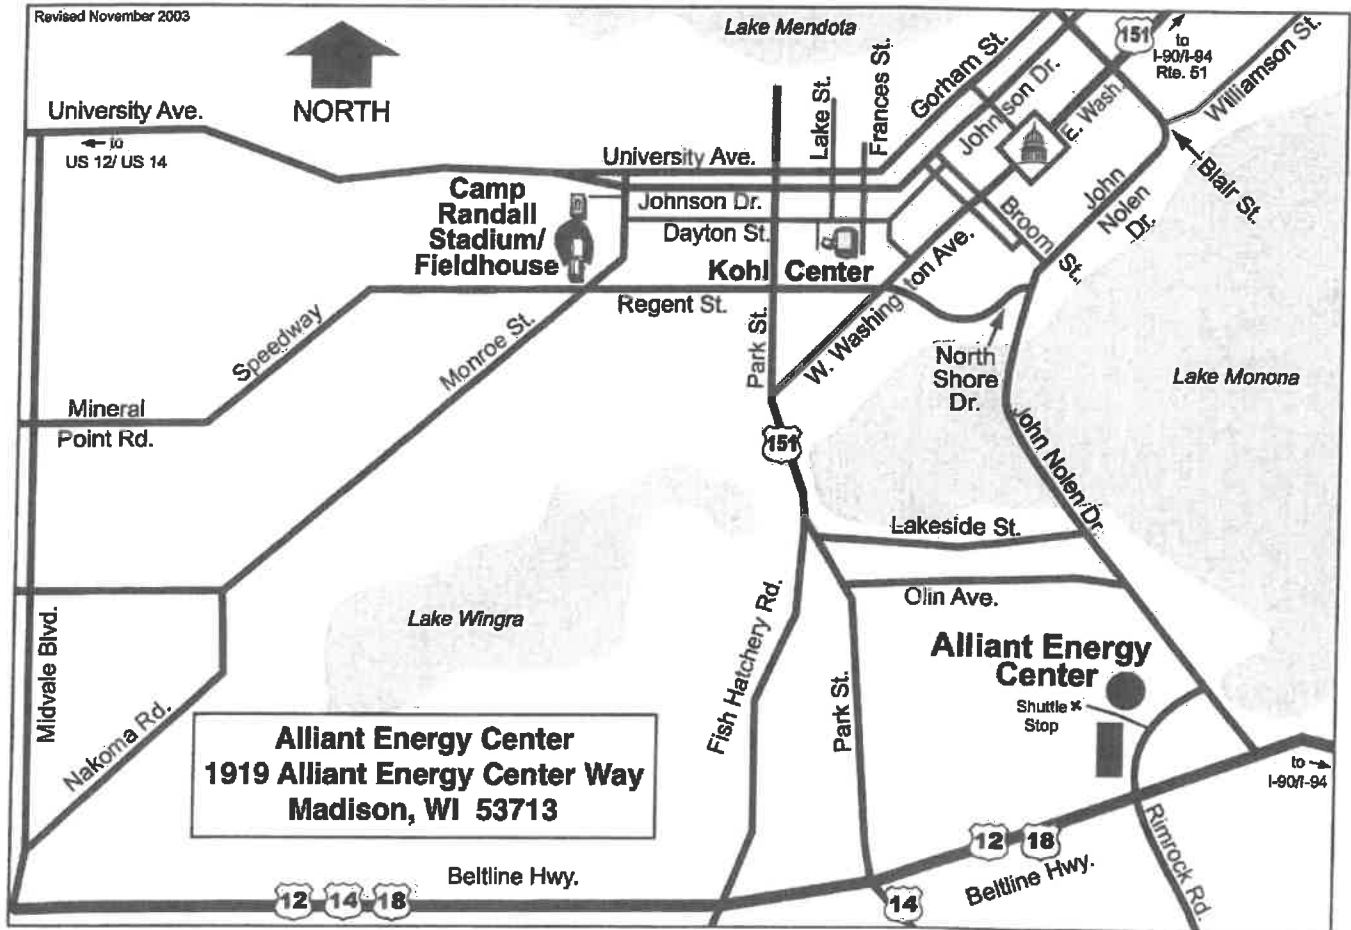 Revised November 2003
NORTH
Lake Mendota
University Ave.
← to
US 12/ US 14
151
to
I-90/I-94
Rte. 51
Williamson St.
Gorham St.
Johnson Dr.
E. Wash.
Lake St.
Frances St.
University Ave.
Johnson Dr.
Dayton St.
Camp
Randall
Stadium/
Fieldhouse
Kohl Center
Broom St.
John
Nolen
Dr.
Blair St.
Regent St.
Park St.
W. Washington Ave.
North
Shore
Dr.
Lake Monona
Speedway
Monroe St.
Mineral
Point Rd.
151
John Nolen Dr.
Lakeside St.
Olin Ave.
Lake Wingra
Midvale Blvd.
Nakoma Rd.
Fish Hatchery Rd.
Park St.
Alliant Energy
Center
Shuttle
Stop
Alliant Energy Center
1919 Alliant Energy Center Way
Madison, WI 53713
to →
I-90/I-94
Rimrock Rd.
12 18
Beltline Hwy.
Beltline Hwy.
12 14 18
14